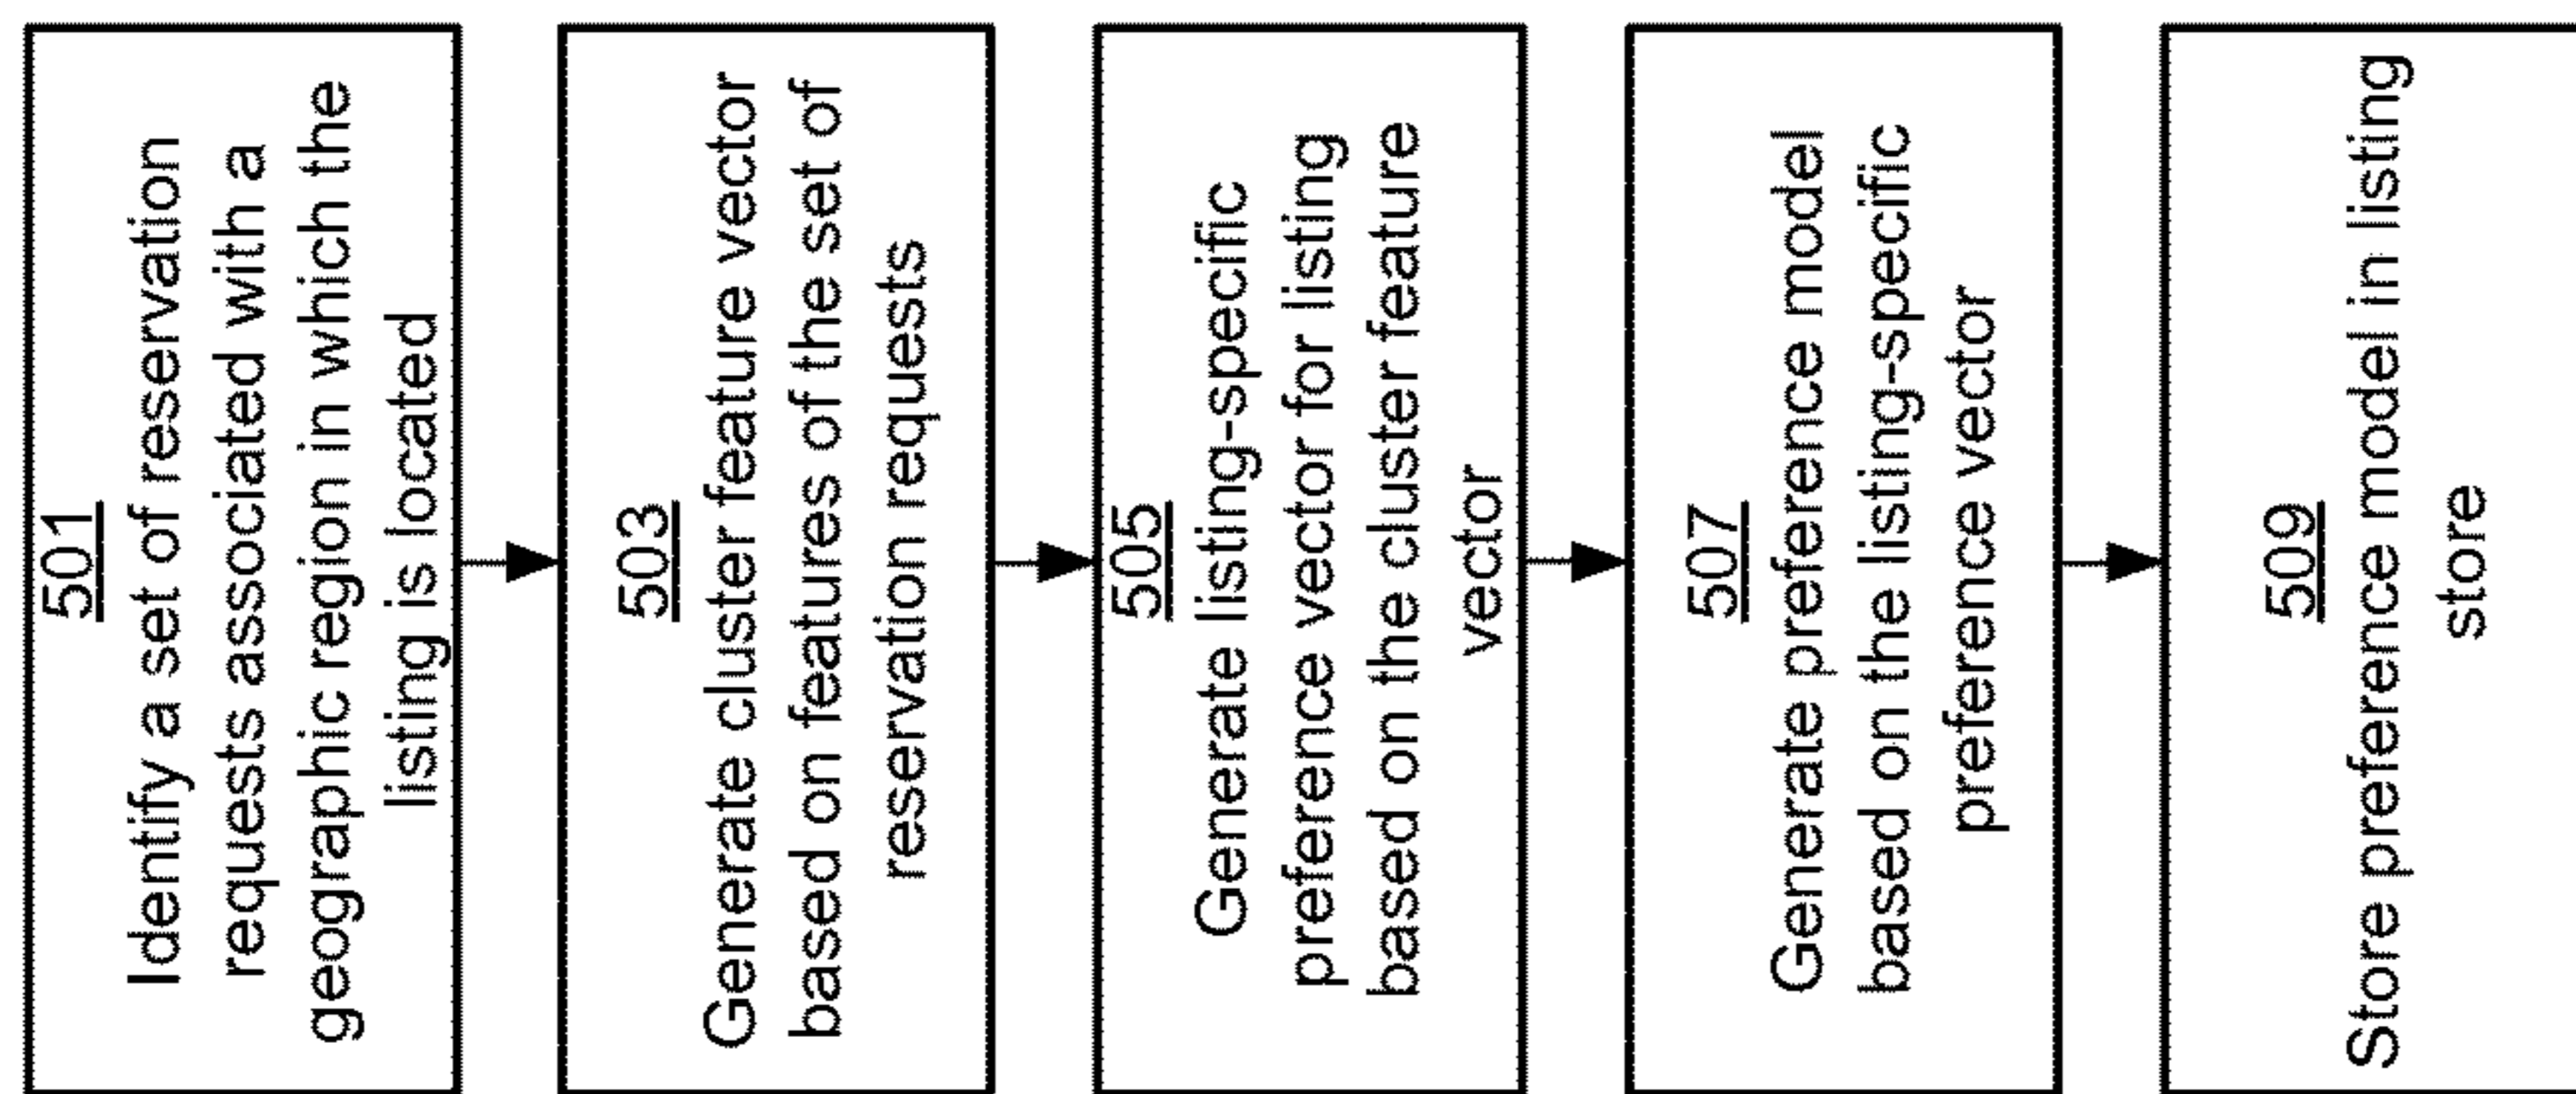 501
Identify a set of reservation
requests associated with a
geographic region in which the
listing is located
503
Generate cluster feature vector
based on features of the set of
reservation requests
505
Generate listing-specific
preference vector for listing
based on the cluster feature
vector
507
Generate preference model
based on the listing-specific
preference vector
509
Store preference model in listing
store